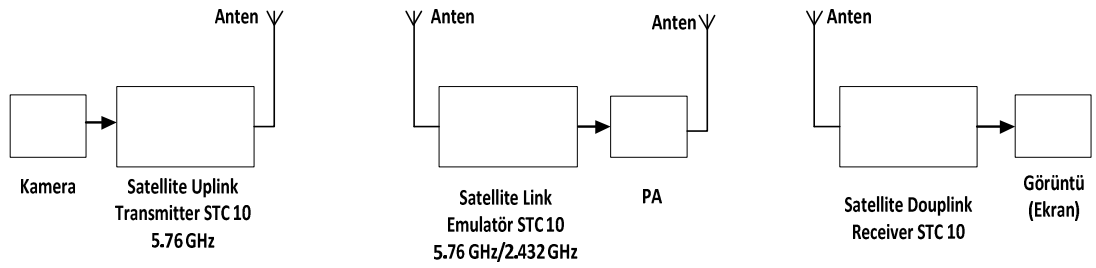 Anten
Kamera
Satellite Uplink
Transmitter STC 10
5.76 GHz
Anten
Anten
Satellite Link
Emulatör STC 10
5.76 GHz/2.432 GHz
PA
Anten
Satellite Douplink
Receiver STC 10
Görüntü
(Ekran)